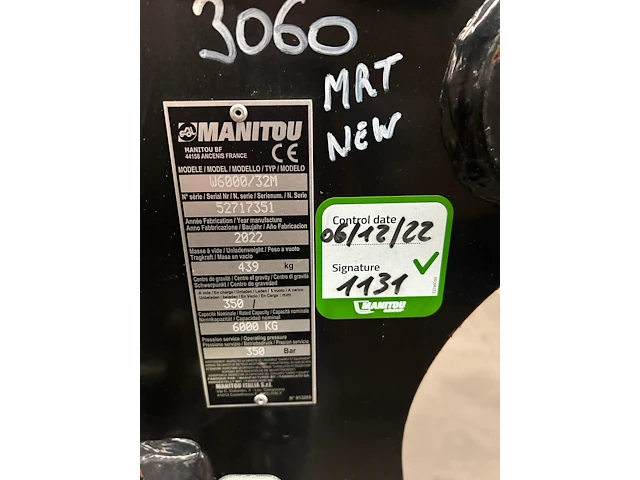 3060
MRT
NEW
MANITOU
MANITOU BF
44158 ANCENIS FRANCE
CE
MODELE / MODEL / MODELLO / TYP / MODELO
W6000/32M
N° série / Serial Nr / N. serie / Serienum. / N. Serie
52717351
Année Fabrication / Year manufacture
Anno Fabbricazione / Baujahr / Año Fabricacion
2022
Masse à vide / Unladenweight / Peso a vuoto
Tragkraft / Masa en vacio
439 kg
Centre de gravité / Centre of gravity / Centro di gravità
Schwerpunkt / Centro de gravedad
350 /
Capacité Nominale / Rated Capacity / Capacità nominale
Nennkapazität / Capacidad nominal
6000 KG
Pression service / Operating pressure
350 Bar
MANITOU ITALIA S.r.l.
Control date
06/12/22
Signature
1131
MANITOU
GROUP